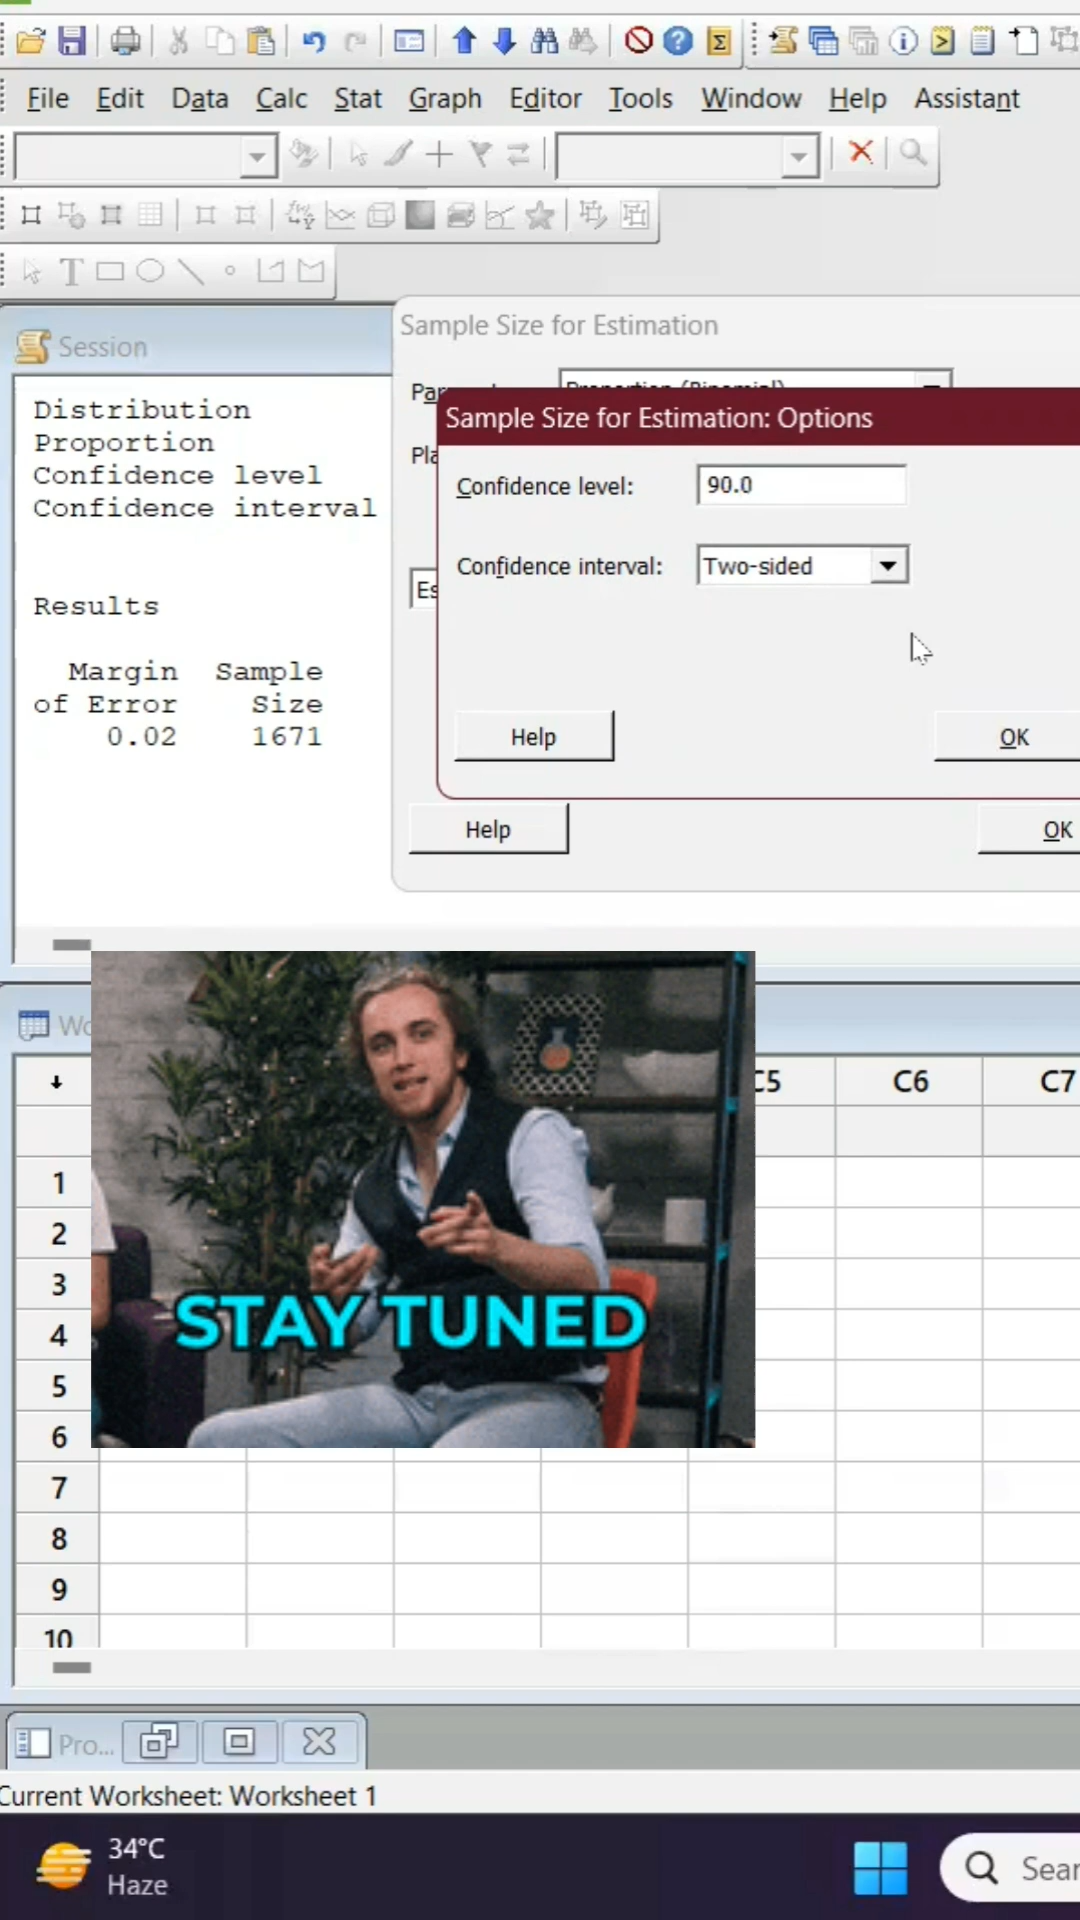 File Edit Data Calc Stat Graph Editor Tools Window Help Assistant
Session
Distribution
Proportion
Confidence level
Confidence interval
Results
Margin Sample
of Error Size
0.02 1671
Sample Size for Estimation
Proportion (Binomial)
Sample Size for Estimation: Options
Confidence level: 90.0
Confidence interval: Two-sided
Help OK
Help OK
C6 C7
1
2
3
4
5
6
7
8
9
10
STAY TUNED
Pro...
Current Worksheet: Worksheet 1
34°C
Haze